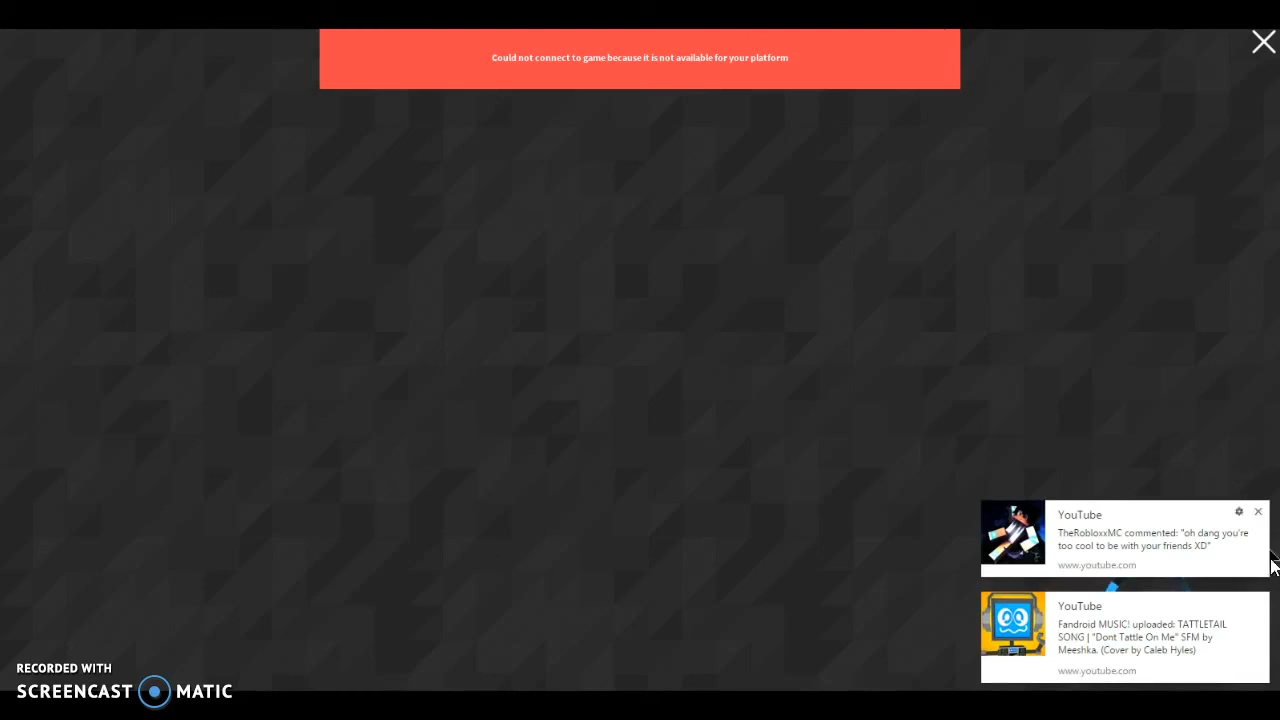 Could not connect to game because it is not available for your platform
YouTube
TheRobloxxMC commented: "oh dang you're
too cool to be with your friends XD"
www.youtube.com
YouTube
Fandroid MUSIC! uploaded: TATTLETAIL
SONG | "Dont Tattle On Me" SFM by
Meeshka. (Cover by Caleb Hyles)
www.youtube.com
RECORDED WITH
SCREENCAST MATIC